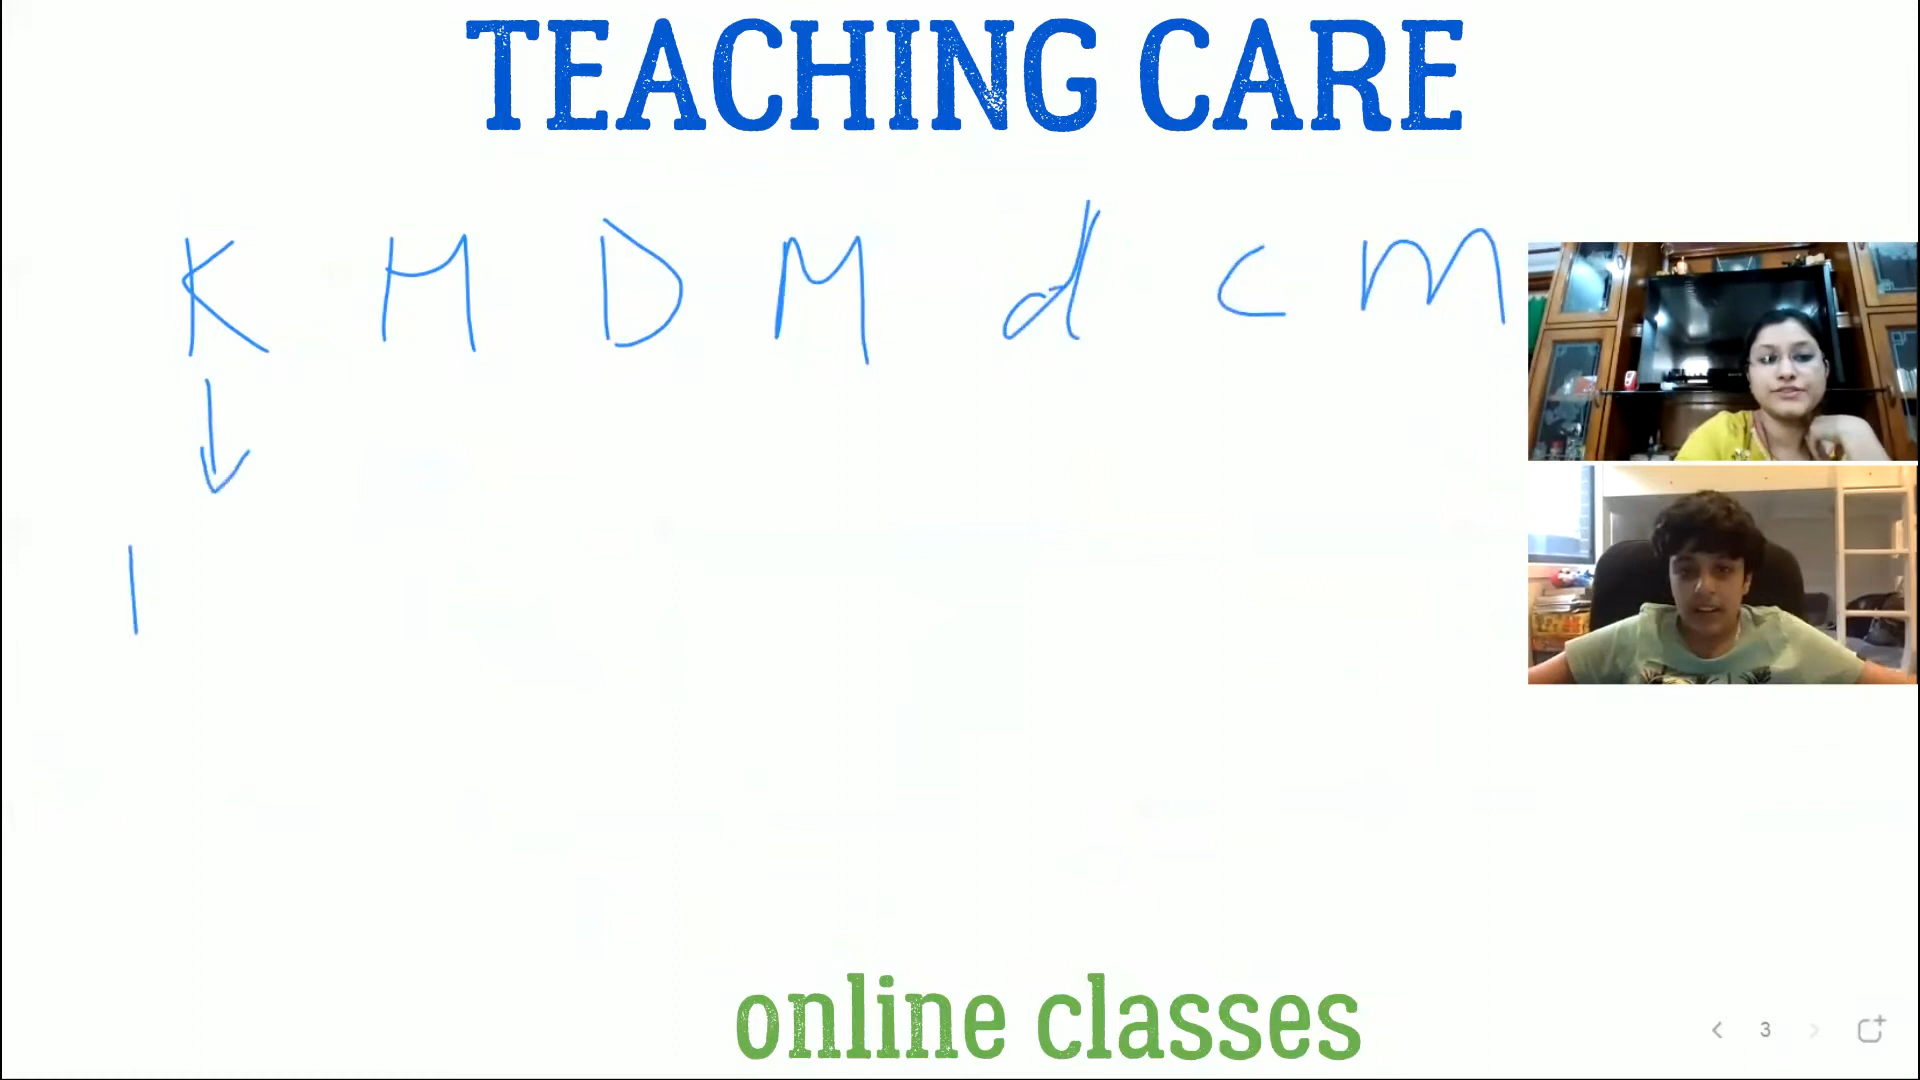 TEACHING CARE
K H D M d c m
1
online classes
3